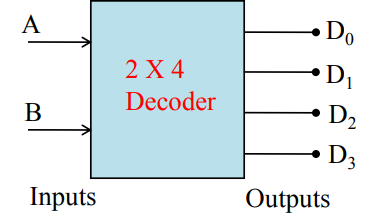 A
B
2 X 4
Decoder
D₀
D₁
D₂
D₃
Inputs
Outputs